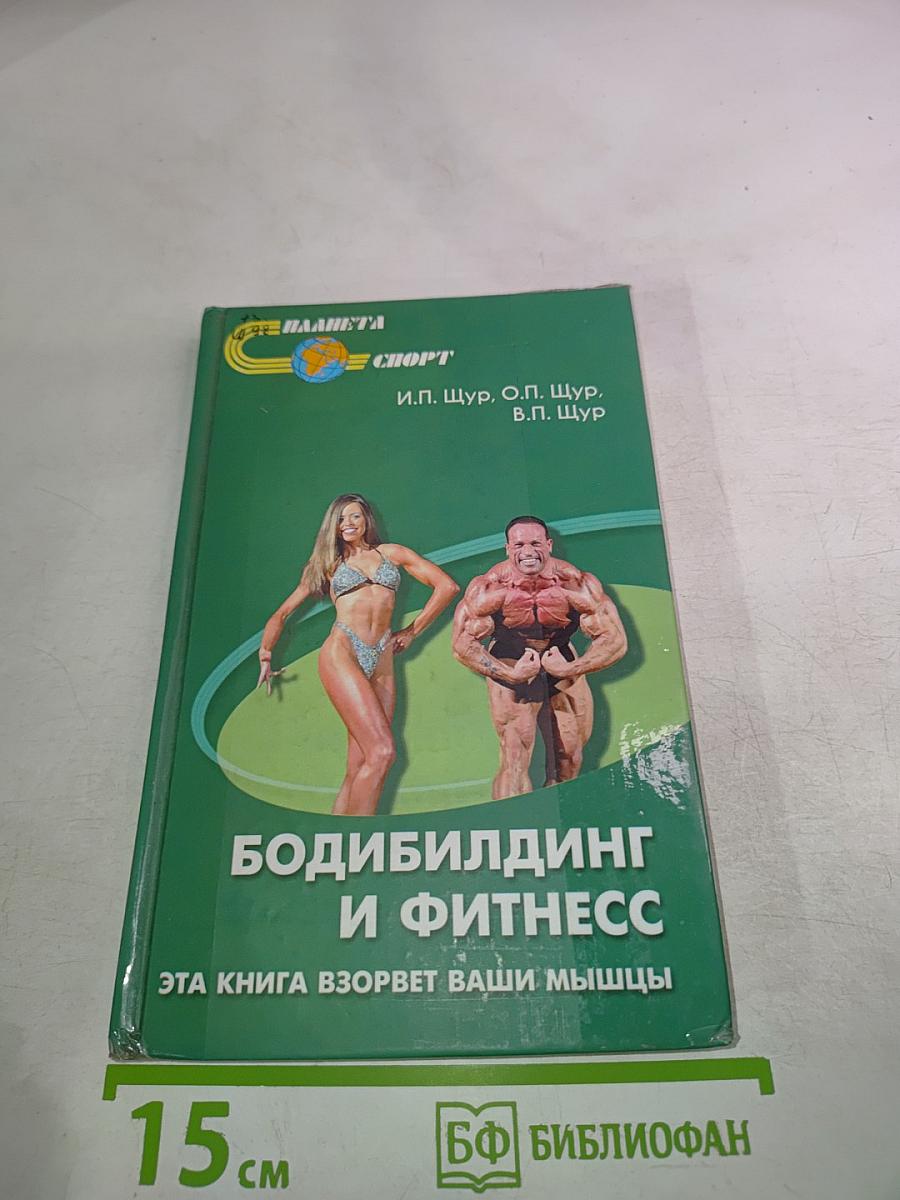 ПЛАНЕТА
СПОРТ
И.П. Щур, О.П. Щур,
В.П. Щур
БОДИБИЛДИНГ
И ФИТНЕСС
ЭТА КНИГА ВЗОРВЕТ ВАШИ МЫШЦЫ
15 см
БФ БИБЛИОФАН